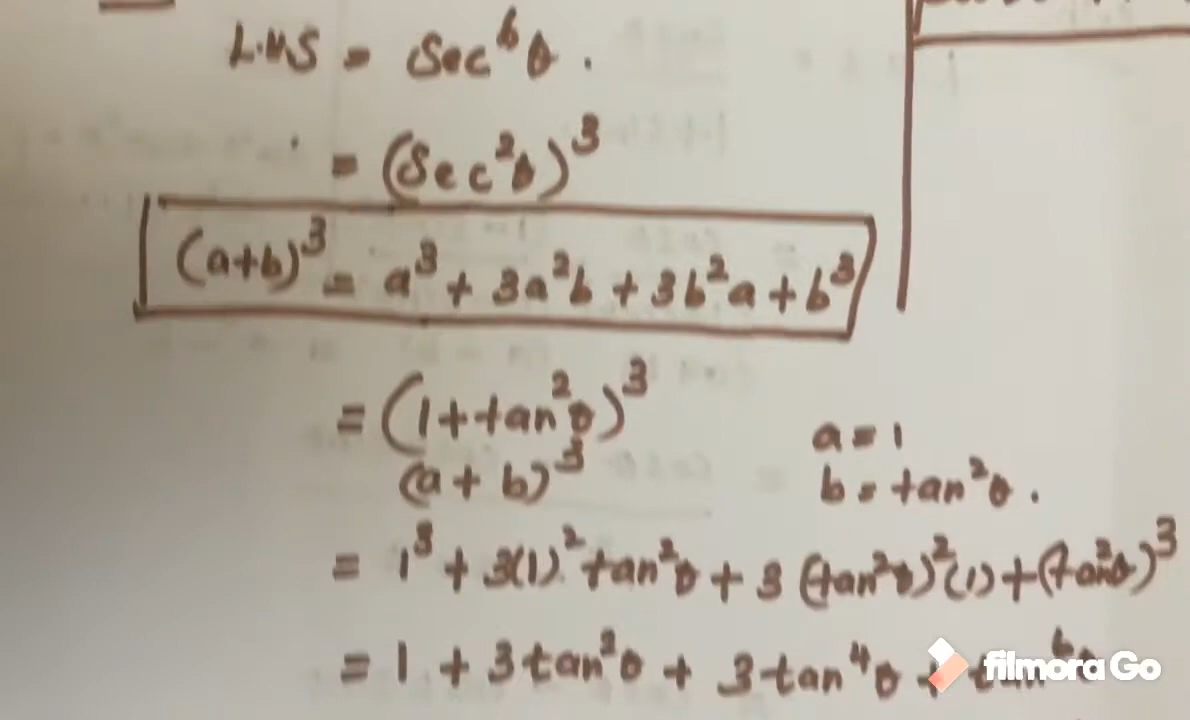 L.H.S = Sec⁶θ .
= (Sec²θ)³
(a+b)³ = a³ + 3a²b + 3b²a + b³
= (1 + tan²θ)³
(a + b)³
a = 1
b = tan²θ .
= 1³ + 3(1)² tan²θ + 3 (tan²θ)² (1) + (tan²θ)³
= 1 + 3tan²θ + 3tan⁴θ + tan⁶θ
filmora Go